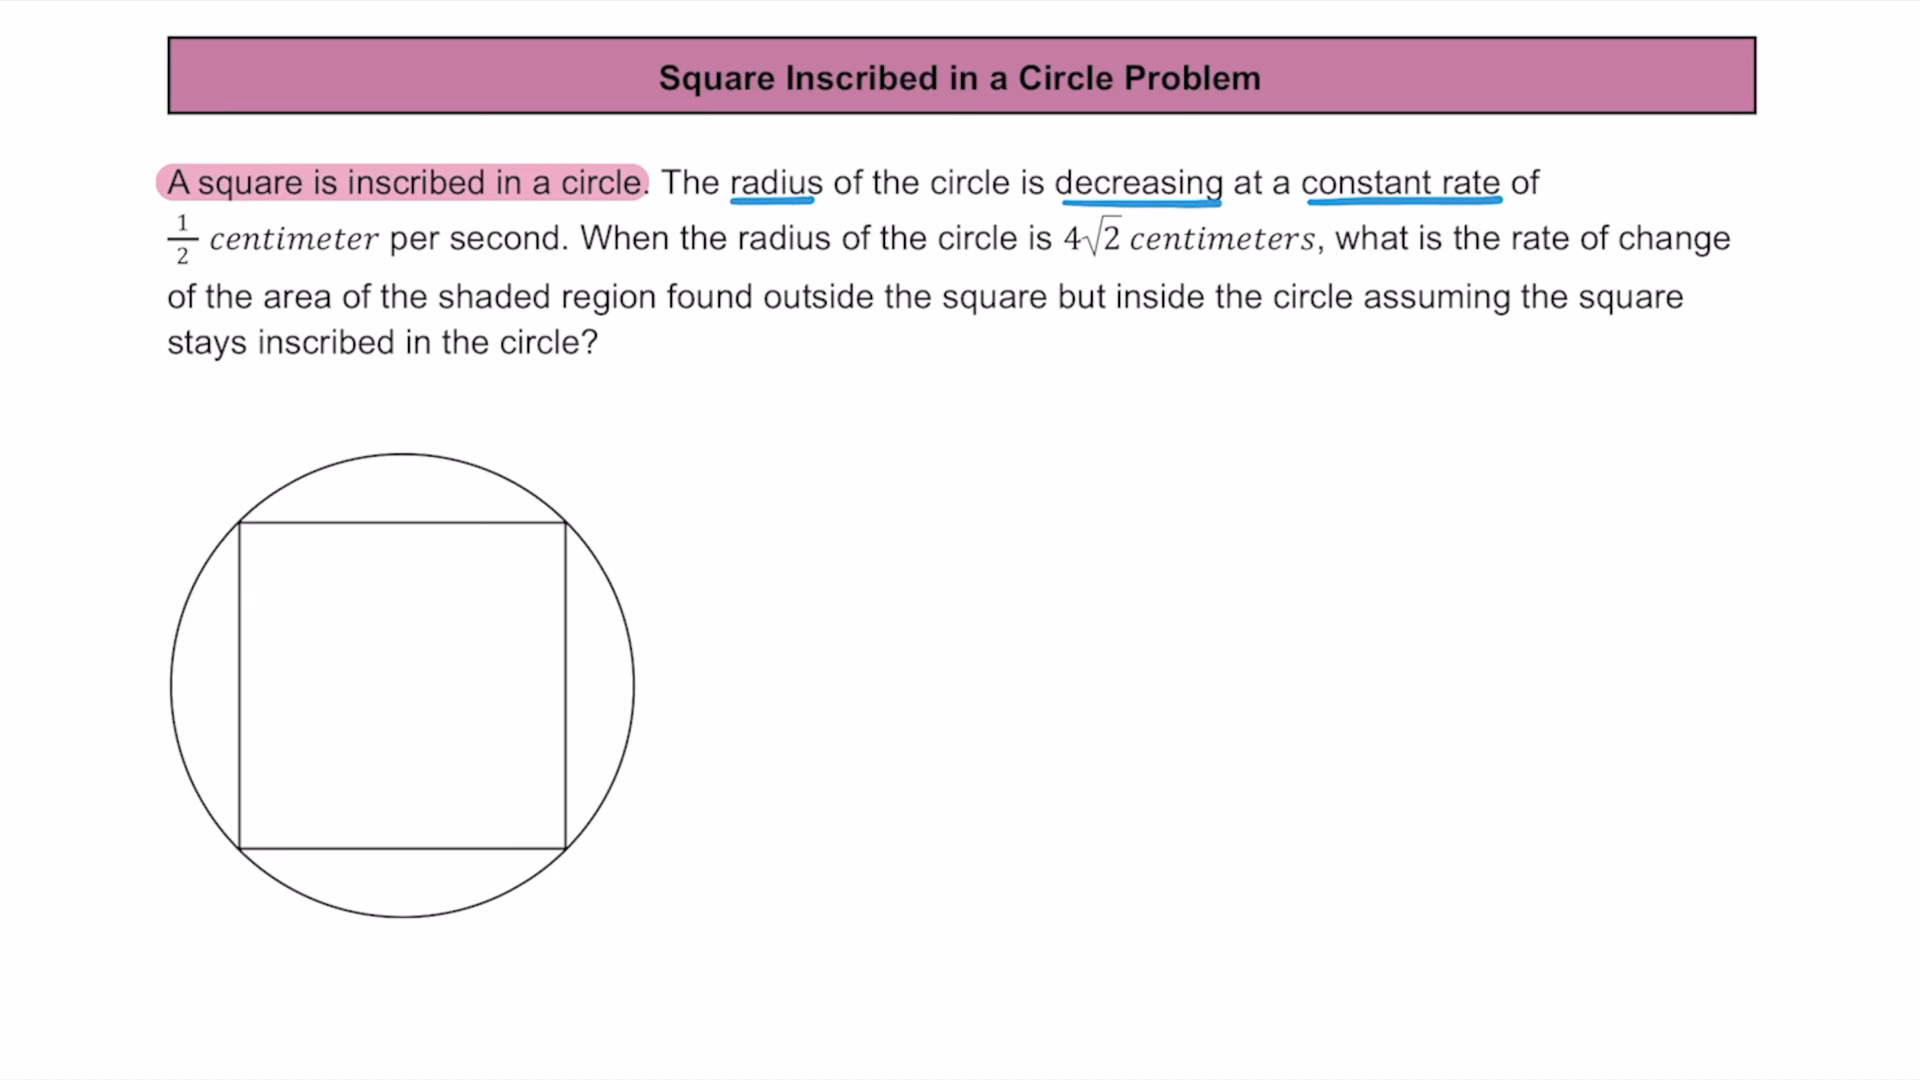 Square Inscribed in a Circle Problem
A square is inscribed in a circle. The radius of the circle is decreasing at a constant rate of
1/2 centimeter per second. When the radius of the circle is 4√2 centimeters, what is the rate of change
of the area of the shaded region found outside the square but inside the circle assuming the square
stays inscribed in the circle?